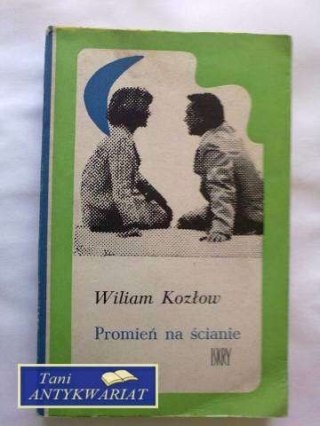 Wiliam Kozłow
Promień na ścianie
ISKRY
Tani
ANTYKWARIAT